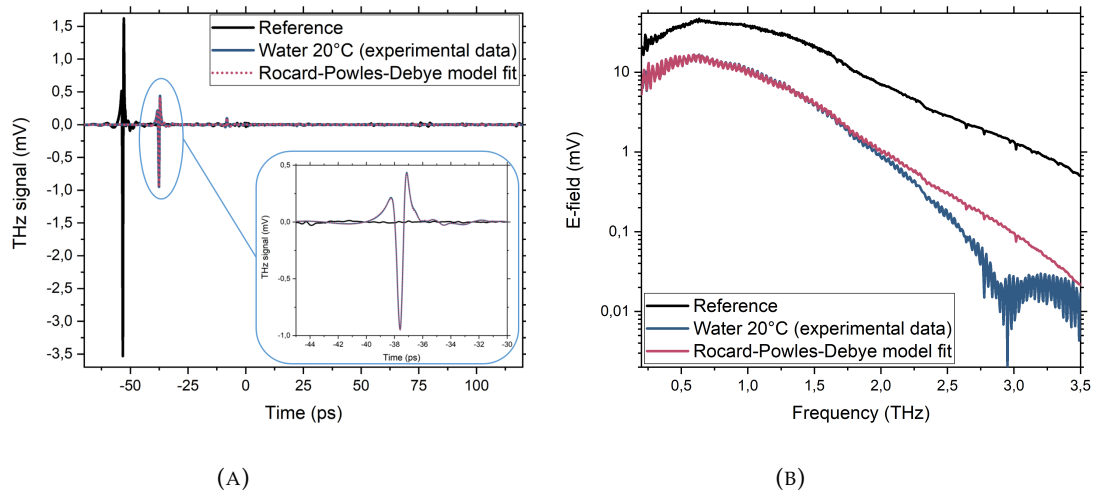 1,5
1,0
0,5
0,0
-0,5
-1,0
-1,5
-2,0
-2,5
-3,0
-3,5
THz signal (mV)
-50
-25
0
25
50
75
100
Time (ps)
Reference
Water 20°C (experimental data)
Rocard-Powles-Debye model fit
0,5
0,0
-0,5
-1,0
THz signal (mV)
-44
-42
-40
-38
-36
-34
-32
-30
Time (ps)
(A)
10
1
0,1
0,01
E-field (mV)
Reference
Water 20°C (experimental data)
Rocard-Powles-Debye model fit
0,5
1,0
1,5
2,0
2,5
3,0
3,5
Frequency (THz)
(B)